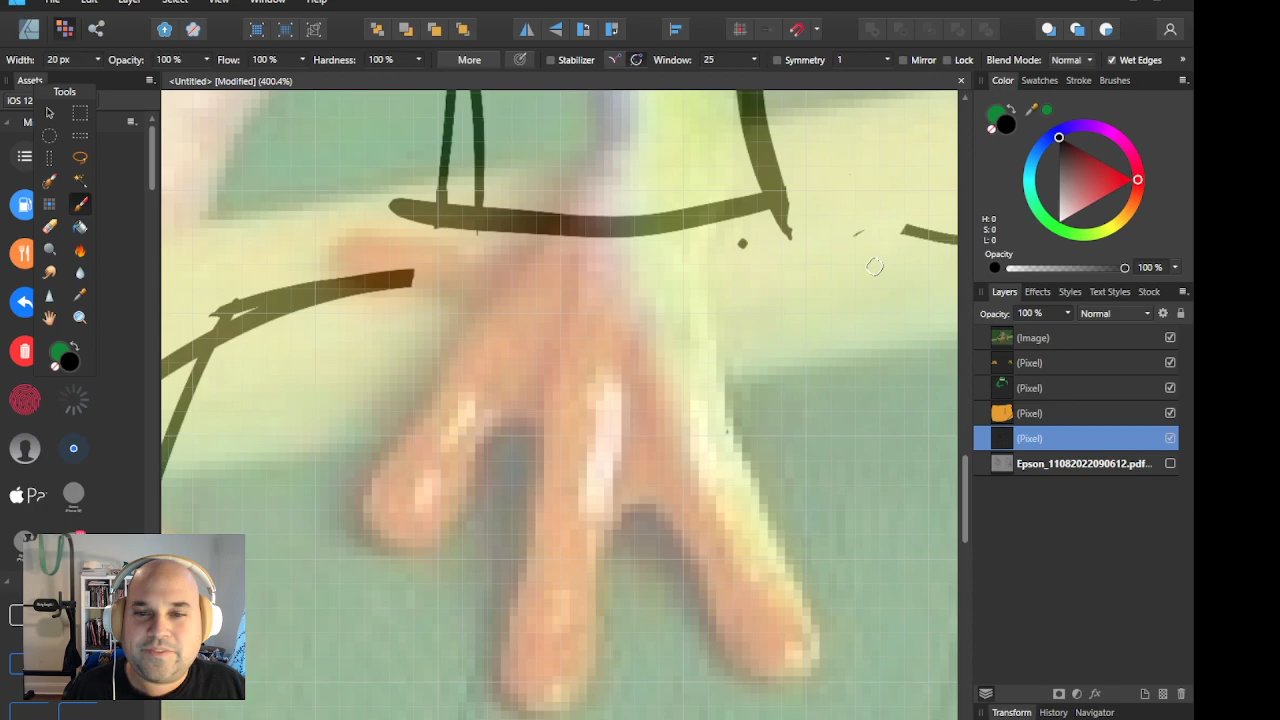 Edit Layer Select View Window Help
Width: 20 px Opacity: 100 % Flow: 100 % Hardness: 100 % More Stabilizer Window: 25 Symmetry 1 Mirror Lock Blend Mode: Normal Wet Edges
Assets
<Untitled> [Modified] (400.4%)
Color Swatches Stroke Brushes
Tools
iOS 12
H: 0
S: 0
L: 0
Opacity
100 %
Layers Effects Styles Text Styles Stock
Opacity: 100 % Normal
(Image)
(Pixel)
(Pixel)
(Pixel)
(Pixel)
Epson_11082022090612.pdf...
Transform History Navigator